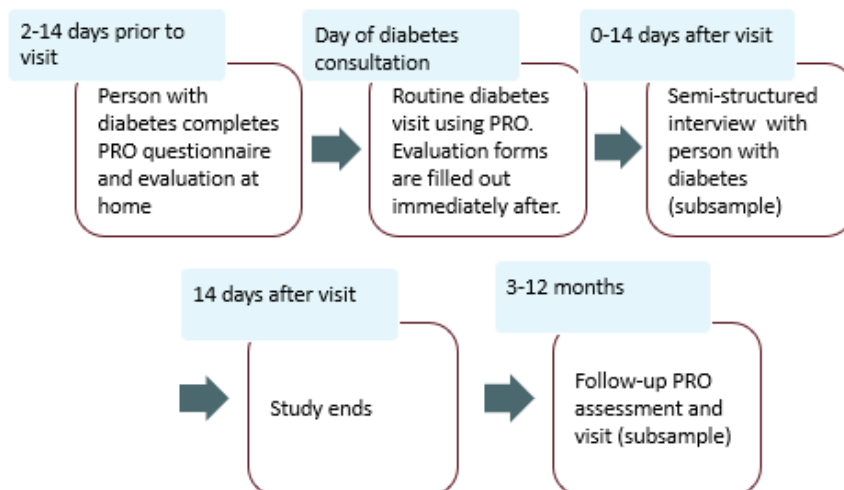 2-14 days prior to
visit
Person with
diabetes completes
PRO questionnaire
and evaluation at
home
Day of diabetes
consultation
Routine diabetes
visit using PRO.
Evaluation forms
are filled out
immediately after.
0-14 days after visit
Semi-structured
interview with
person with
diabetes
(subsample)
14 days after visit
Study ends
3-12 months
Follow-up PRO
assessment and
visit (subsample)